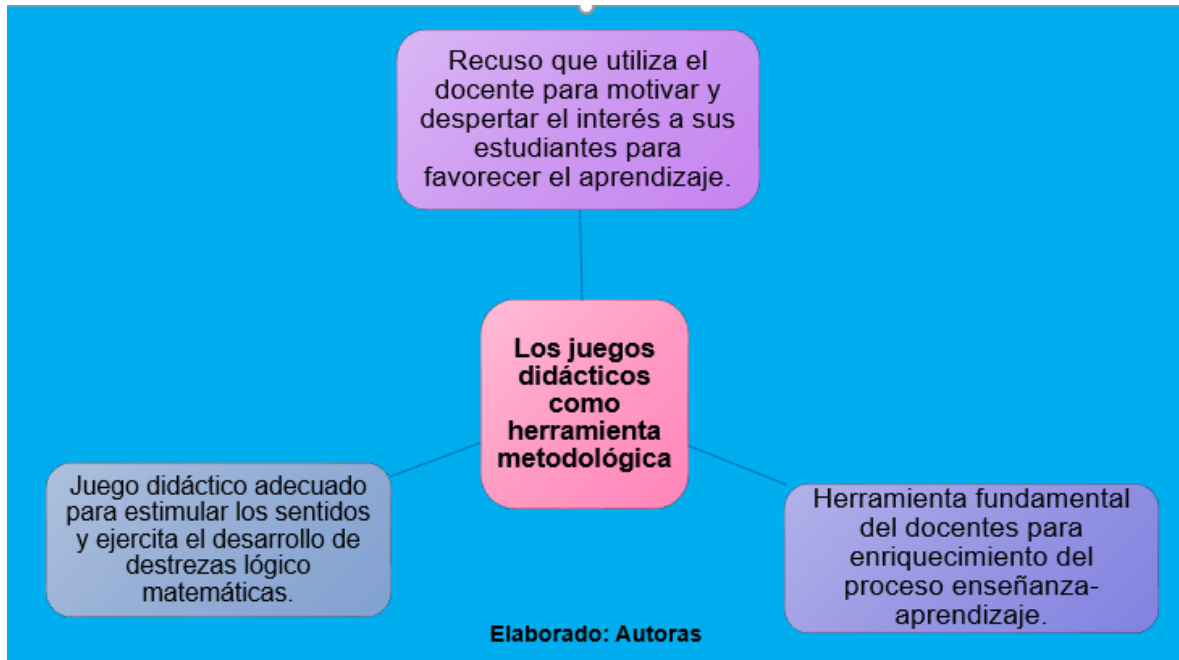 Recuso que utiliza el
docente para motivar y
despertar el interés a sus
estudiantes para
favorecer el aprendizaje.
Los juegos
didácticos
como
herramienta
metodológica
Juego didáctico adecuado
para estimular los sentidos
y ejercita el desarrollo de
destrezas lógico
matemáticas.
Herramienta fundamental
del docentes para
enriquecimiento del
proceso enseñanza-
aprendizaje.
Elaborado: Autoras